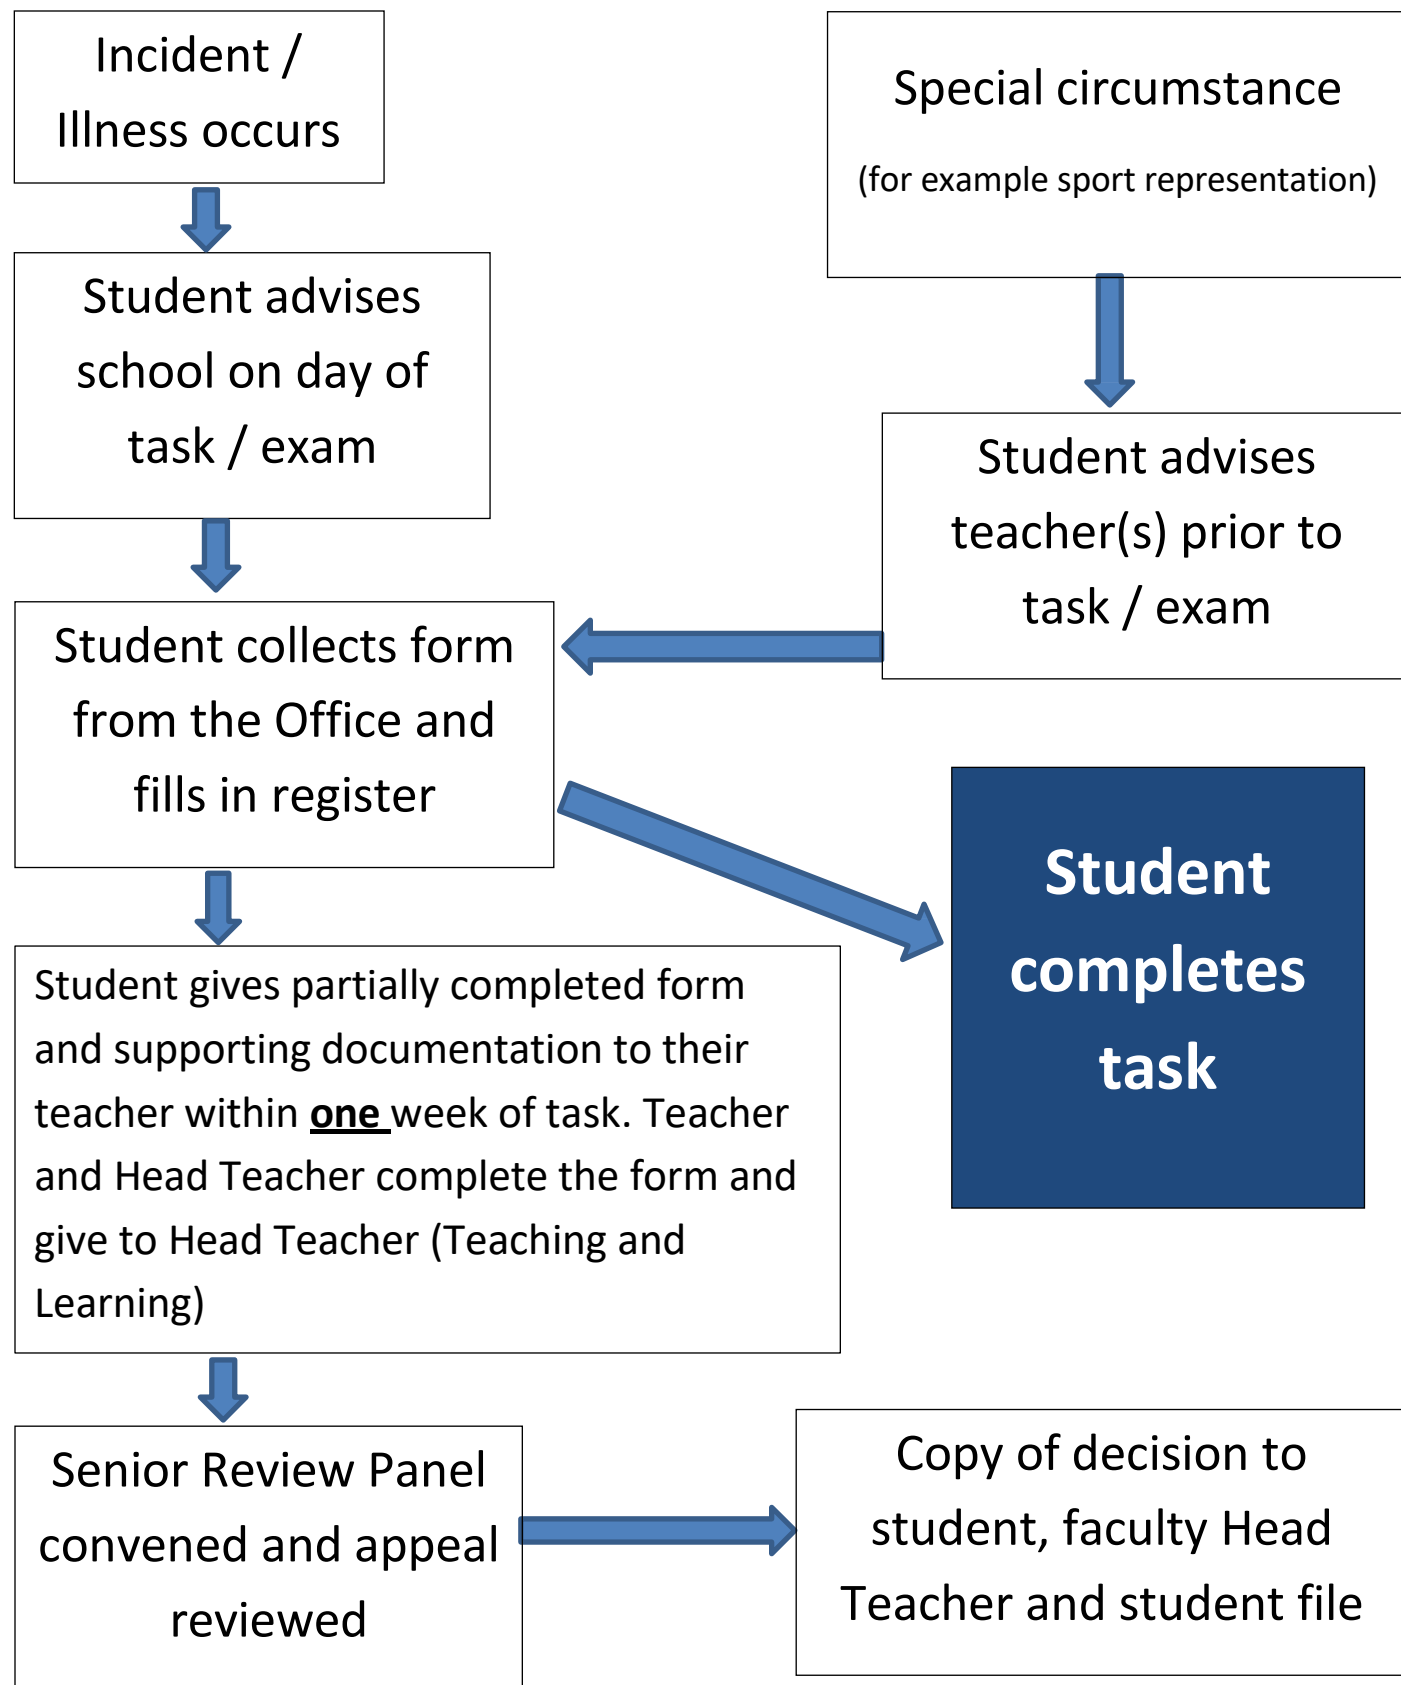 Incident /
Illness occurs
Special circumstance
(for example sport representation)
Student advises
school on day of
task / exam
Student advises
teacher(s) prior to
task / exam
Student collects form
from the Office and
fills in register
Student
completes
task
Student gives partially completed form
and supporting documentation to their
teacher within one week of task. Teacher
and Head Teacher complete the form and
give to Head Teacher (Teaching and
Learning)
Senior Review Panel
convened and appeal
reviewed
Copy of decision to
student, faculty Head
Teacher and student file